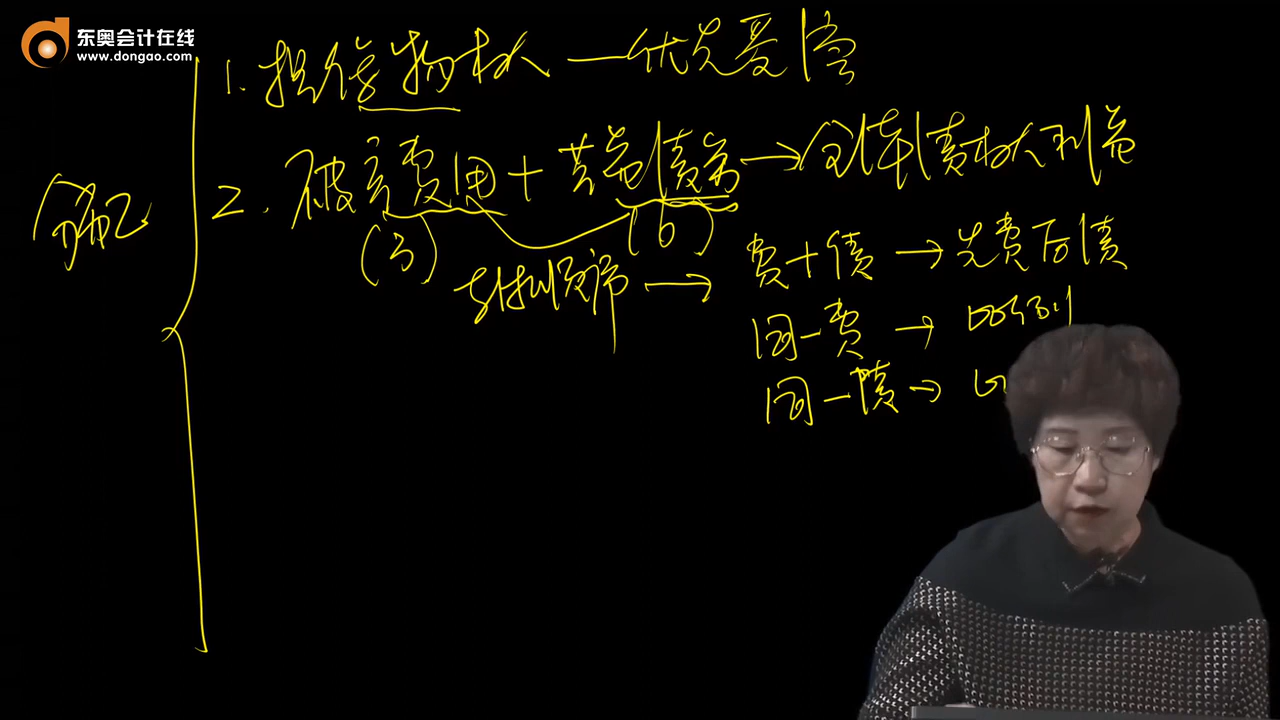 东奥会计在线
www.dongao.com
1. 担保物权 — 优先受偿
分配
2. 破产费用 + 共益债务 → 全体债权人利益
(3) (6)
清偿顺序 → 费 + 债 → 先费后债
同一费 → 比例
同一债 →